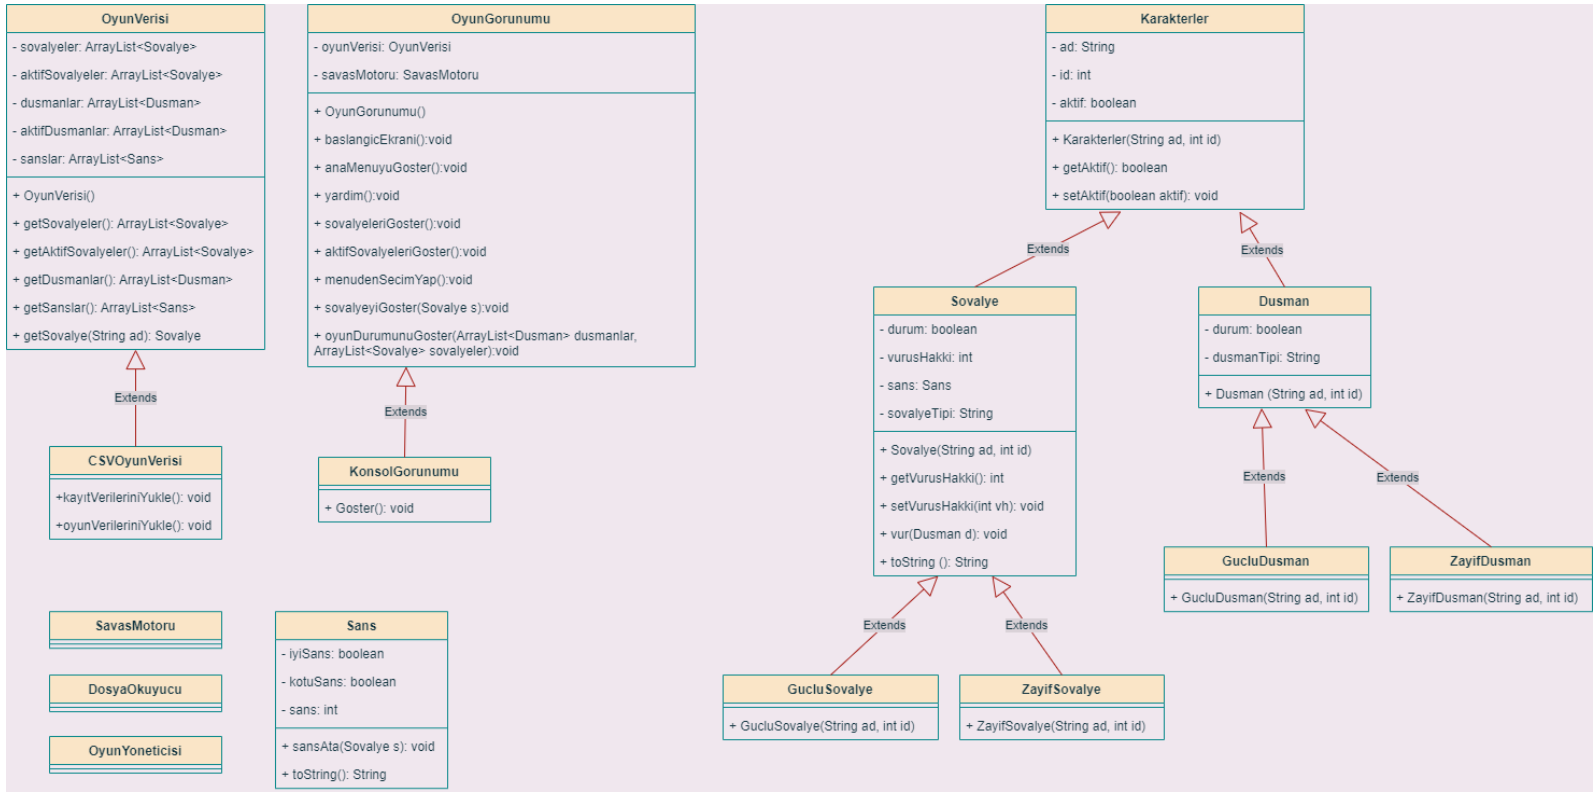 OyunVerisi
- sovalyeler: ArrayList<Sovalye>
- aktifSovalyeler: ArrayList<Sovalye>
- dusmanlar: ArrayList<Dusman>
- aktifDusmanlar: ArrayList<Dusman>
- sanslar: ArrayList<Sans>
+ OyunVerisi()
+ getSovalyeler(): ArrayList<Sovalye>
+ getAktifSovalyeler(): ArrayList<Sovalye>
+ getDusmanlar(): ArrayList<Dusman>
+ getSanslar(): ArrayList<Sans>
+ getSovalye(String ad): Sovalye
Extends
CSVOyunVerisi
+kayıtVerileriniYukle(): void
+oyunVerileriniYukle(): void
OyunGorunumu
- oyunVerisi: OyunVerisi
- savasMotoru: SavasMotoru
+ OyunGorunumu()
+ baslangicEkrani():void
+ anaMenuyuGoster():void
+ yardim():void
+ sovalyeleriGoster():void
+ aktifSovalyeleriGoster():void
+ menudenSecimYap():void
+ sovalyeyiGoster(Sovalye s):void
+ oyunDurumunuGoster(ArrayList<Dusman> dusmanlar,
ArrayList<Sovalye> sovalyeler):void
Extends
KonsolGorunumu
+ Goster(): void
Karakterler
- ad: String
- id: int
- aktif: boolean
+ Karakterler(String ad, int id)
+ getAktif(): boolean
+ setAktif(boolean aktif): void
Extends
Extends
Sovalye
- durum: boolean
- vurusHakki: int
- sans: Sans
- sovalyeTipi: String
+ Sovalye(String ad, int id)
+ getVurusHakki(): int
+ setVurusHakki(int vh): void
+ vur(Dusman d): void
+ toString (): String
Dusman
- durum: boolean
- dusmanTipi: String
+ Dusman (String ad, int id)
Extends
Extends
GucluDusman
+ GucluDusman(String ad, int id)
ZayifDusman
+ ZayifDusman(String ad, int id)
Extends
Extends
GucluSovalye
+ GucluSovalye(String ad, int id)
ZayifSovalye
+ ZayifSovalye(String ad, int id)
SavasMotoru
DosyaOkuyucu
OyunYoneticisi
Sans
- iyiSans: boolean
- kotuSans: boolean
- sans: int
+ sansAta(Sovalye s): void
+ toString(): String